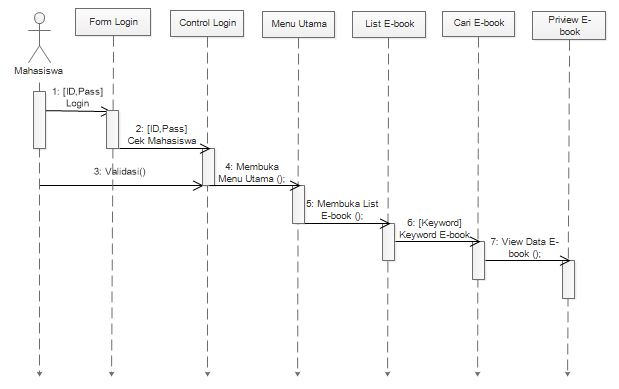 Form Login
Control Login
Menu Utama
List E-book
Cari E-book
Priview E-
book
Mahasiswa
1: [ID,Pass]
Login
2: [ID,Pass]
Cek Mahasiswa
3: Validasi()
4: Membuka
Menu Utama ();
5: Membuka List
E-book ();
6: [Keyword]
Keyword E-book
7: View Data E-
book ();